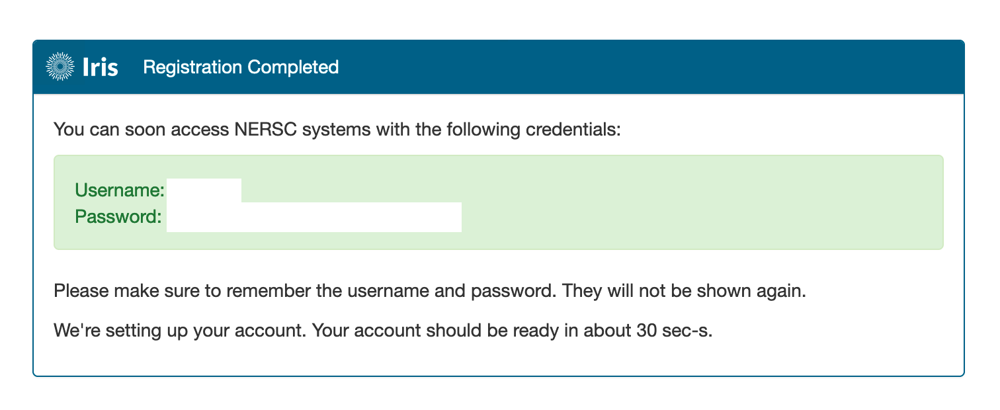 Iris Registration Completed
You can soon access NERSC systems with the following credentials:
Username:
Password:
Please make sure to remember the username and password. They will not be shown again.
We're setting up your account. Your account should be ready in about 30 sec-s.